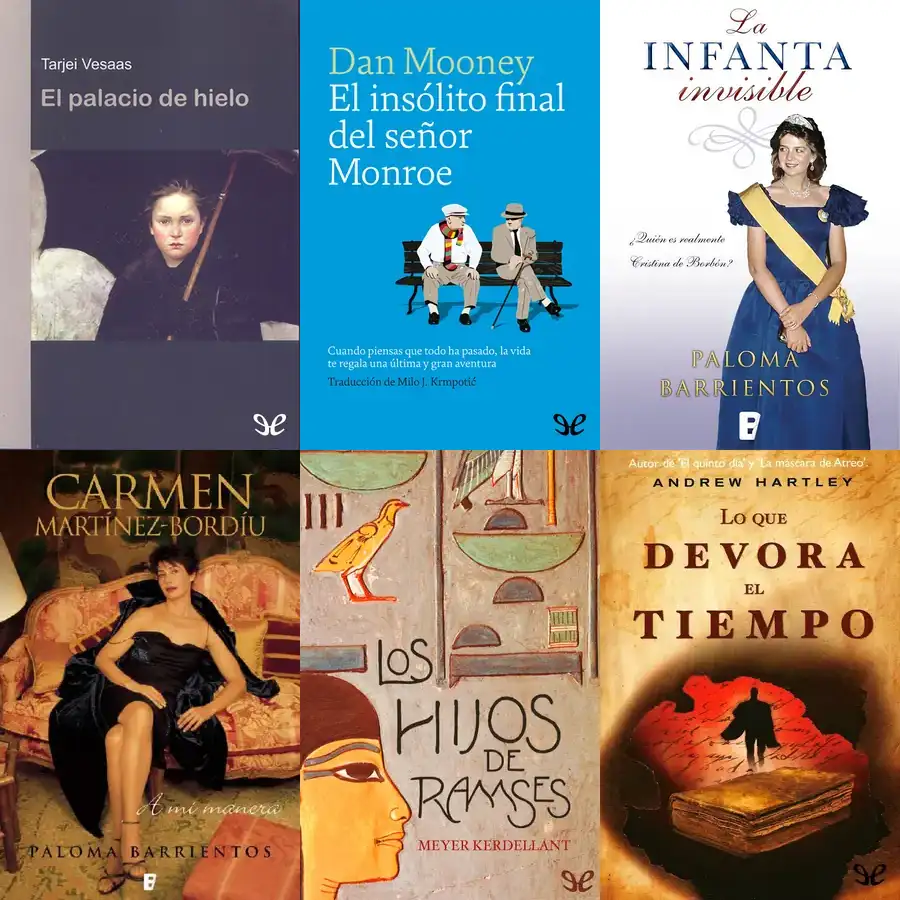 Tarjei Vesaas
El palacio de hielo
Dan Mooney
El insólito final
del señor
Monroe
Cuando piensas que todo ha pasado, la vida
te regala una última y gran aventura
Traducción de Milo J. Krmpotić
La
INFANTA
invisible
¿Quién es realmente
Cristina de Borbón?
PALOMA
BARRIENTOS
B
CARMEN
MARTÍNEZ-BORDIU
A mi manera
PALOMA BARRIENTOS
B
LOS
HIJOS
DE
RAMSES
MEYER KERDELLANT
Autor de 'El quinto día' y 'La máscara de Atreo'.
ANDREW HARTLEY
LO QUE
DEVORA
EL
TIEMPO